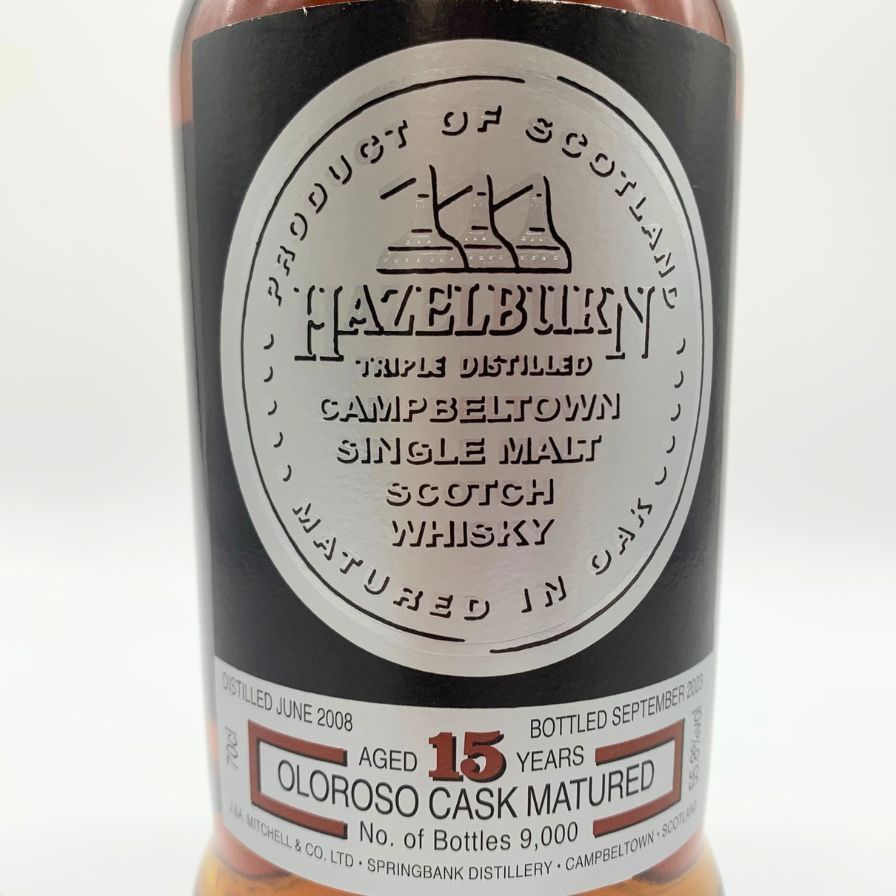 PRODUCT OF SCOTLAND
HAZELBURN
TRIPLE DISTILLED
CAMPBELTOWN
SINGLE MALT
SCOTCH
WHISKY
MATURED IN OAK
DISTILLED JUNE 2008
BOTTLED SEPTEMBER 2023
70cl
AGED 15 YEARS
OLOROSO CASK MATURED
No. of Bottles 9,000
J&A. MITCHELL & CO. LTD · SPRINGBANK DISTILLERY · CAMPBELTOWN · SCOTLAND